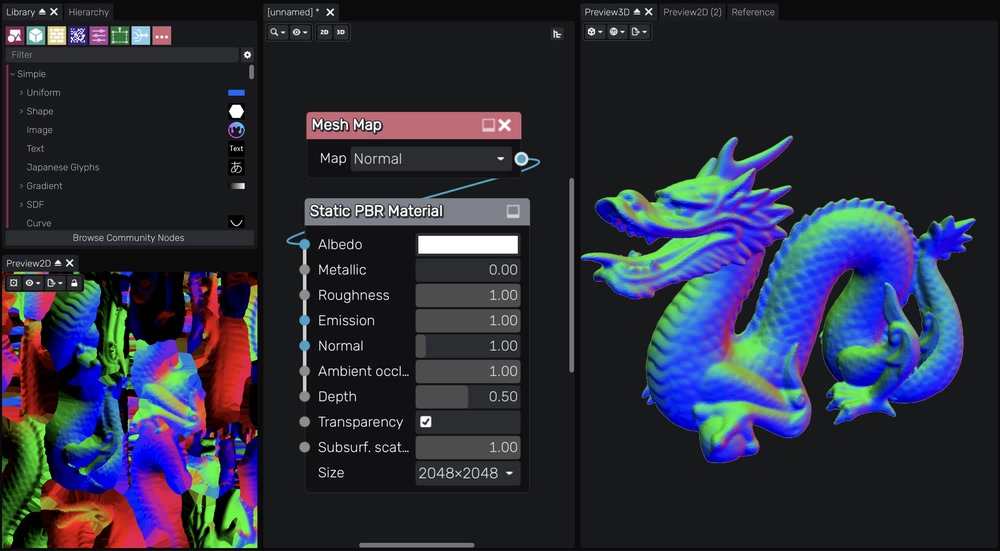 Library
Hierarchy
Filter
Simple
Uniform
Shape
Image
Text
Text
Japanese Glyphs
あ
Gradient
SDF
Curve
Browse Community Nodes
Preview2D
[unnamed] *
2D
3D
Mesh Map
Map
Normal
Static PBR Material
Albedo
Metallic
0.00
Roughness
1.00
Emission
1.00
Normal
1.00
Ambient occl...
1.00
Depth
0.50
Transparency
Subsurf. scat...
1.00
Size
2048×2048
Preview3D
Preview2D (2)
Reference